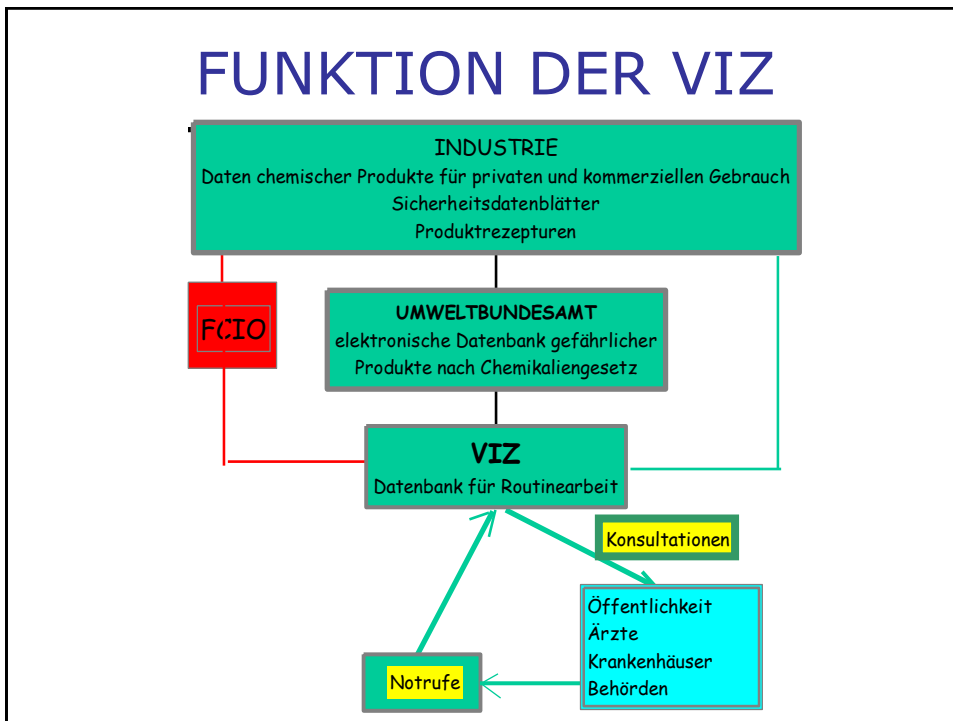 FUNKTION DER VIZ
INDUSTRIE
Daten chemischer Produkte für privaten und kommerziellen Gebrauch
Sicherheitsdatenblätter
Produktrezepturen
FCIO
UMWELTBUNDESAMT
elektronische Datenbank gefährlicher
Produkte nach Chemikaliengesetz
VIZ
Datenbank für Routinearbeit
Konsultationen
Öffentlichkeit
Ärzte
Krankenhäuser
Behörden
Notrufe